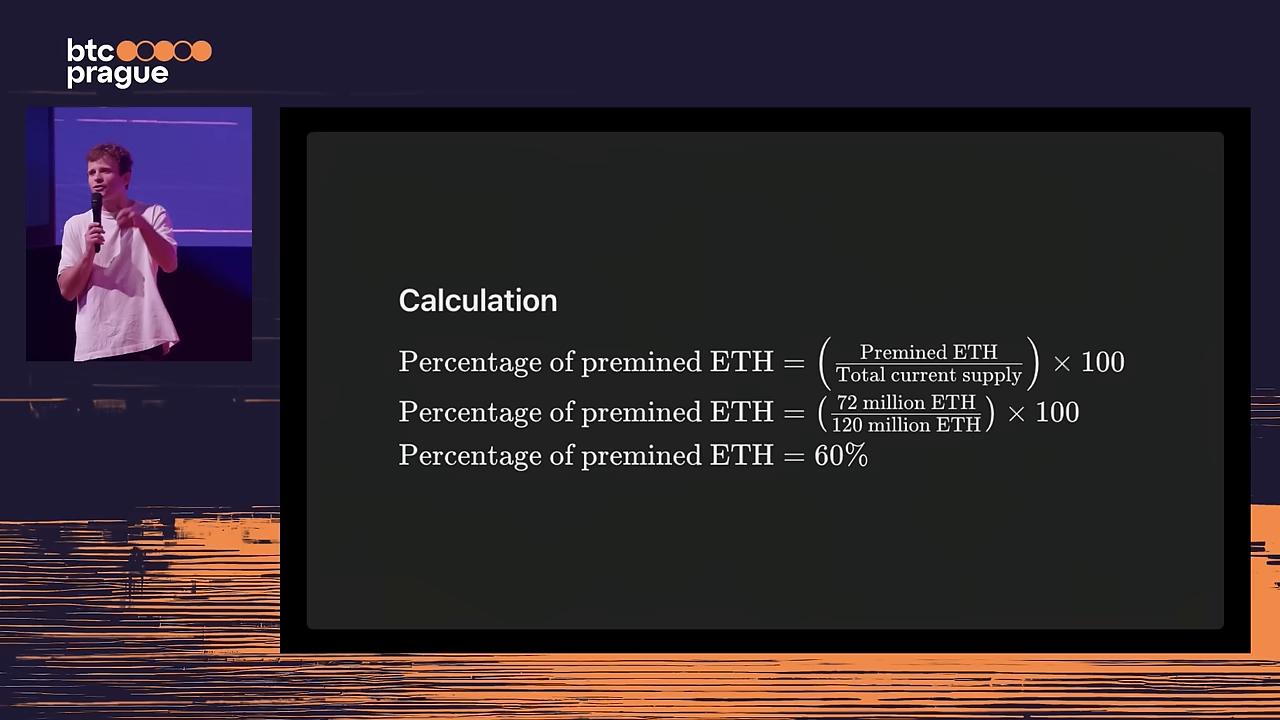 btc
prague
Calculation
Percentage of premined ETH = (Premined ETH / Total current supply) × 100
Percentage of premined ETH = (72 million ETH / 120 million ETH) × 100
Percentage of premined ETH = 60%